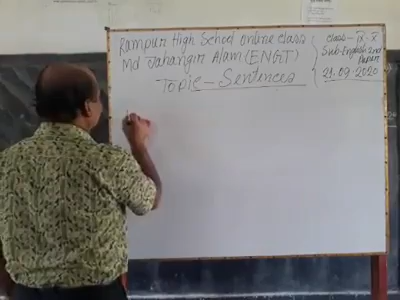 Rampur High School online class
Md Jahangir Alam (ENGT)
Topic - Sentences
class - IX-X
Sub-English 2nd
Paper
21.09.2020